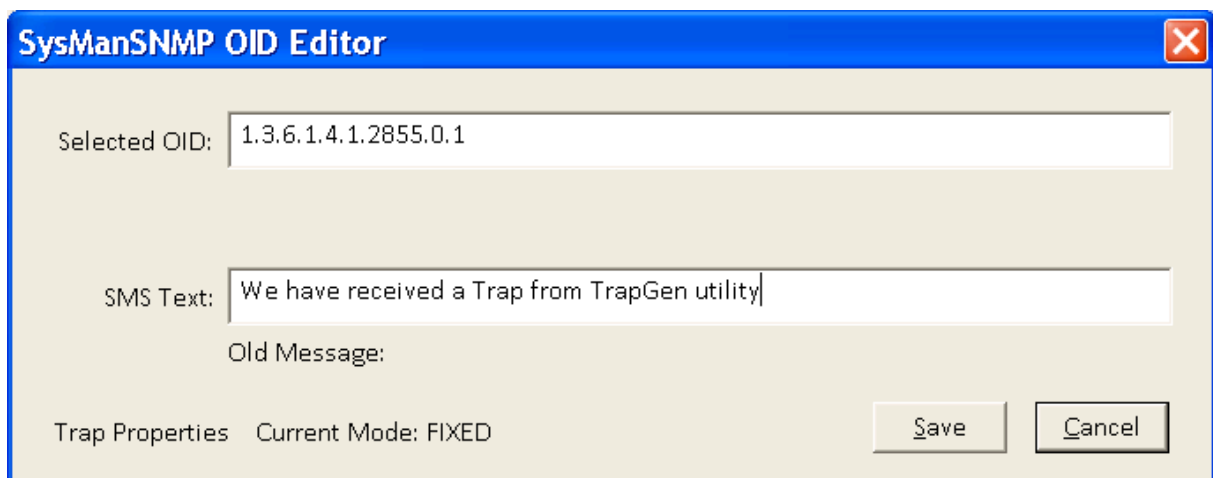 SysManSNMP OID Editor
Selected OID: 1.3.6.1.4.1.2855.0.1
SMS Text: We have received a Trap from TrapGen utility
Old Message:
Trap Properties Current Mode: FIXED Save Cancel